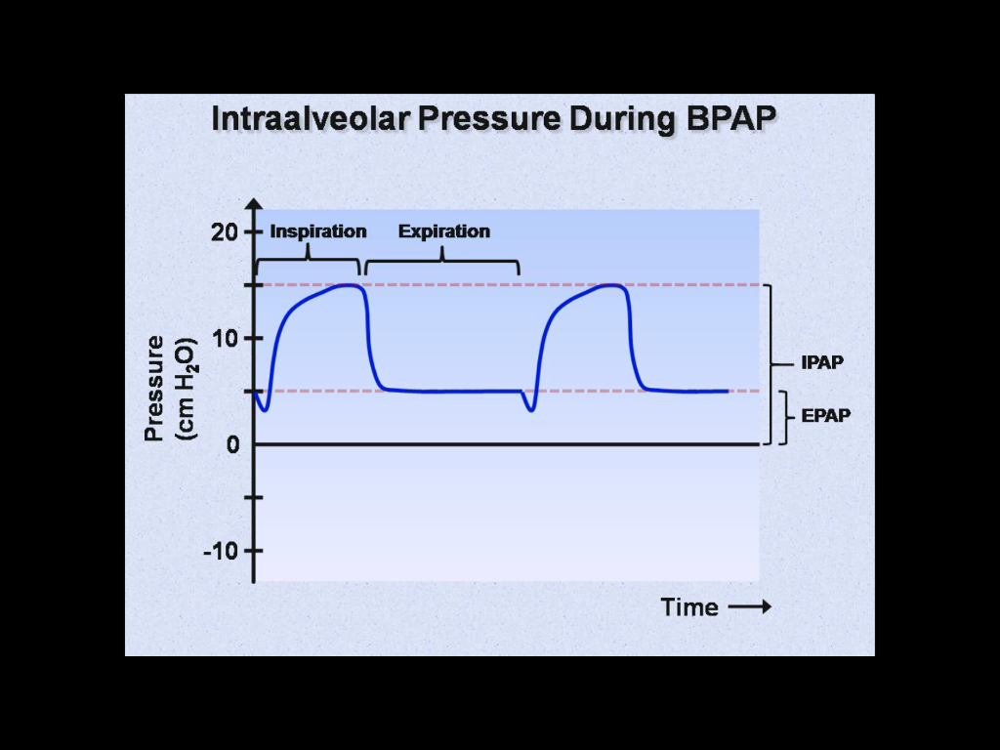 Intraalveolar Pressure During BPAP
20
Inspiration
Expiration
10
Pressure
(cm H₂O)
IPAP
EPAP
0
-10
Time